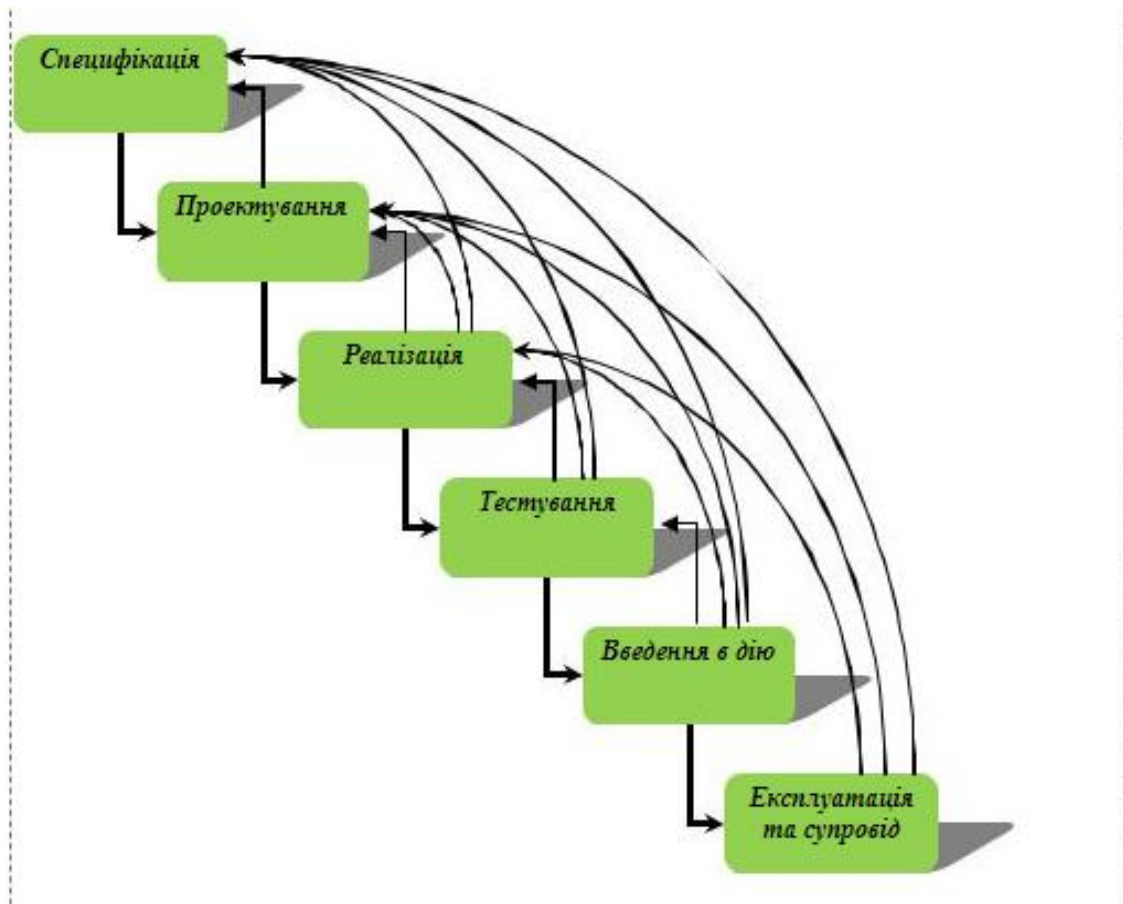 Специфікація
Проектування
Реалізація
Тестування
Введення в дію
Експлуатація
та супровід